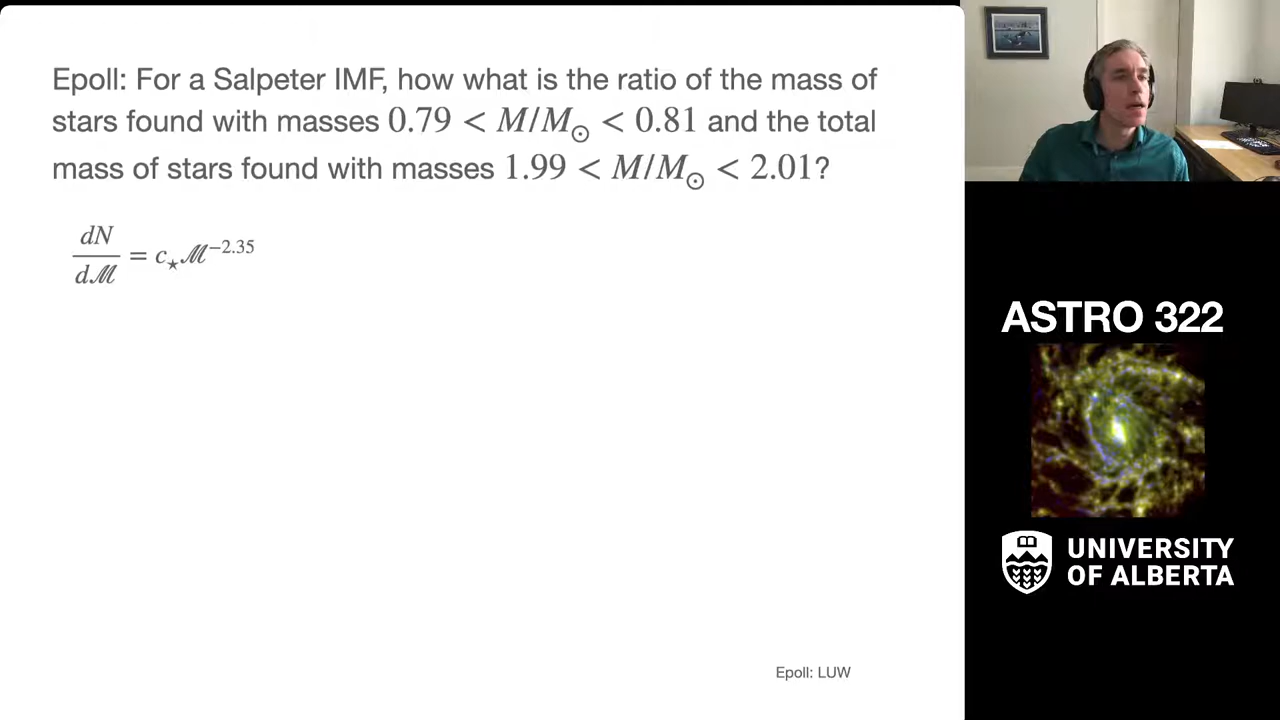 Epoll: For a Salpeter IMF, how what is the ratio of the mass of
stars found with masses 0.79 < M/M⊙ < 0.81 and the total
mass of stars found with masses 1.99 < M/M⊙ < 2.01?
dN/dℳ = c⋆ℳ^−2.35
Epoll: LUW
ASTRO 322
UNIVERSITY
OF ALBERTA